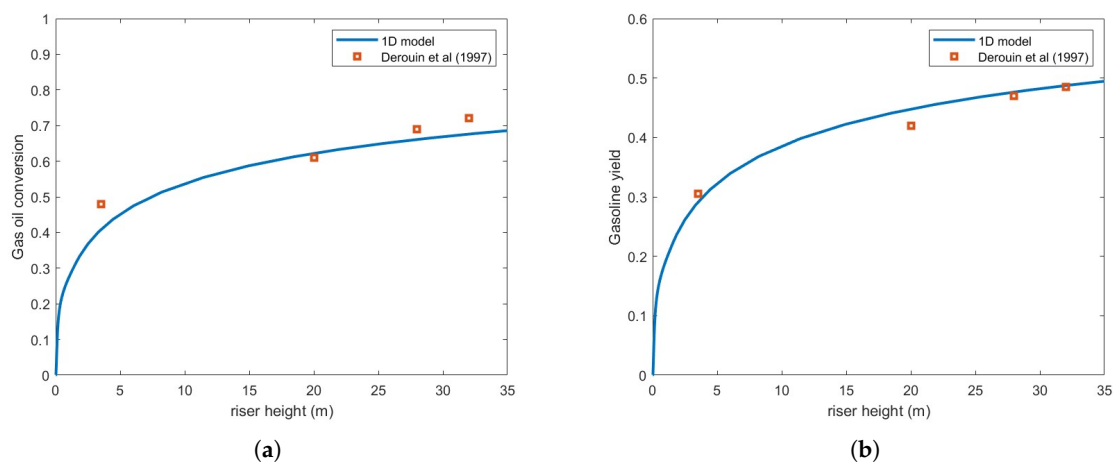 1
0.9
0.8
0.7
0.6
0.5
0.4
0.3
0.2
0.1
0
Gas oil conversion
1D model
Derouin et al (1997)
0 5 10 15 20 25 30 35
riser height (m)
(a)
0.6
0.5
0.4
0.3
0.2
0.1
0
Gasoline yield
1D model
Derouin et al (1997)
0 5 10 15 20 25 30 35
riser height (m)
(b)